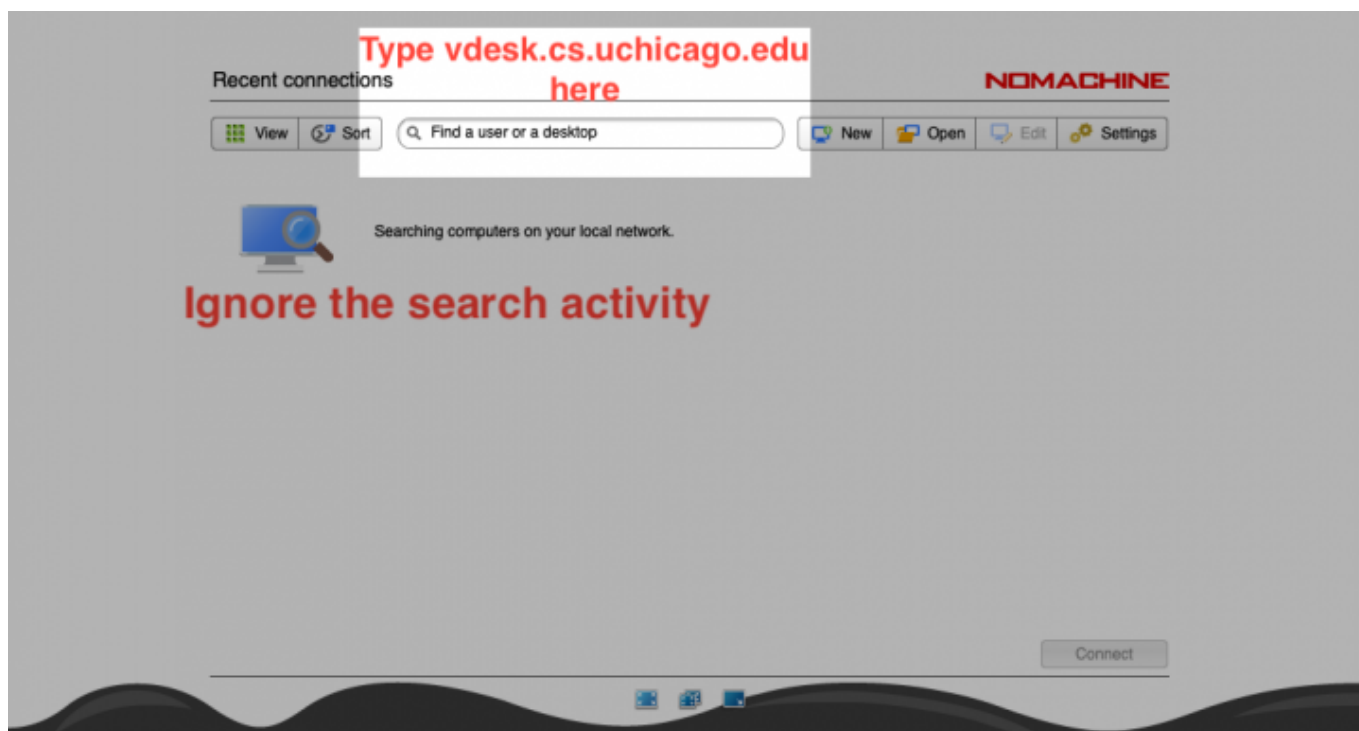 Type vdesk.cs.uchicago.edu
here
Recent connections
NOMACHINE
View Sort Find a user or a desktop New Open Edit Settings
Searching computers on your local network.
Ignore the search activity
Connect